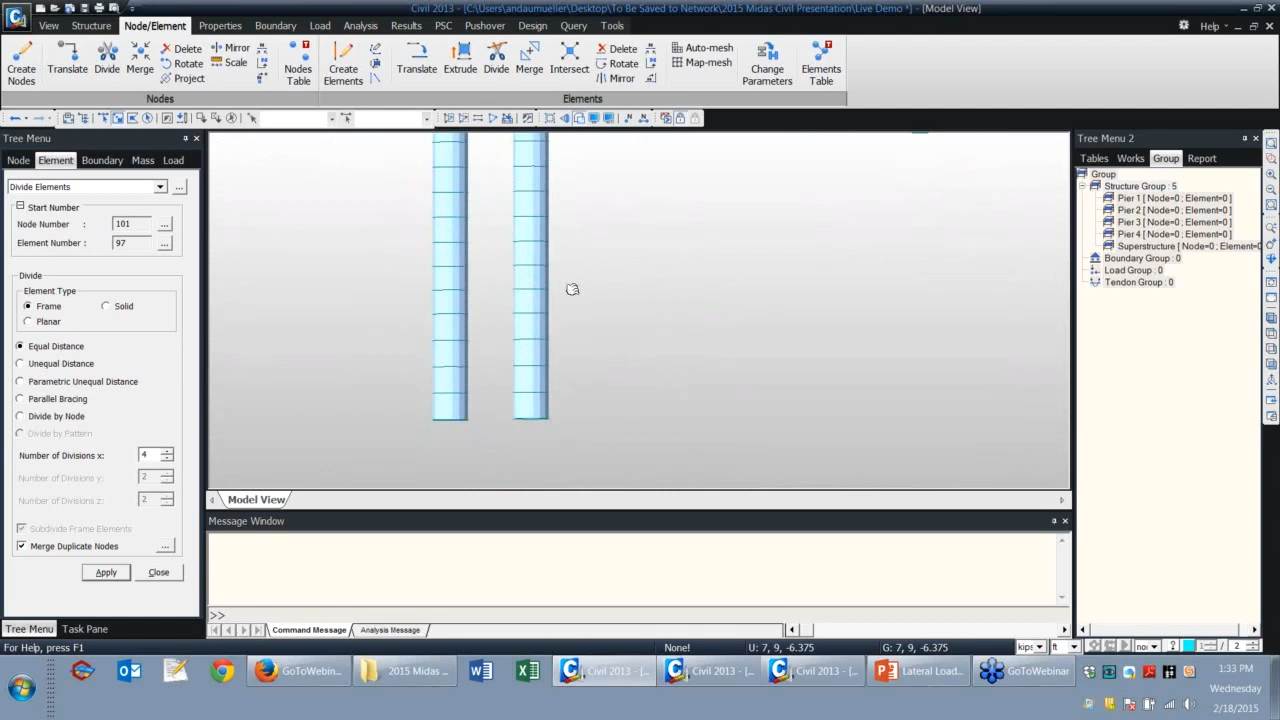 Civil 2013 - [C:\Users\andaumueller\Desktop\To Be Saved to Network\2015 Midas Civil Presentation\Live Demo *] - [Model View]
View Structure Node/Element Properties Boundary Load Analysis Results PSC Pushover Design Query Tools Help
Create Nodes
Translate
Divide
Merge
Delete
Rotate
Project
Mirror
Scale
Nodes Table
Create Elements
Translate
Extrude
Divide
Merge
Intersect
Delete
Rotate
Mirror
Auto-mesh
Map-mesh
Change Parameters
Elements Table
Nodes
Elements
Tree Menu
Node Element Boundary Mass Load
Divide Elements
Start Number
Node Number : 101
Element Number : 97
Divide
Element Type
Frame Solid
Planar
Equal Distance
Unequal Distance
Parametric Unequal Distance
Parallel Bracing
Divide by Node
Divide by Pattern
Number of Divisions x: 4
Number of Divisions y: 2
Number of Divisions z: 2
Subdivide Frame Elements
Merge Duplicate Nodes
Apply Close
Tree Menu Task Pane
Model View
Message Window
>>
Command Message Analysis Message
Tree Menu 2
Tables Works Group Report
Group
Structure Group : 5
Pier 1 [ Node=0 ; Element=0 ]
Pier 2 [ Node=0 ; Element=0 ]
Pier 3 [ Node=0 ; Element=0 ]
Pier 4 [ Node=0 ; Element=0 ]
Superstructure [ Node=0 ; Element=0
Boundary Group : 0
Load Group : 0
Tendon Group : 0
For Help, press F1
None! U: 7, 9, -6.375 G: 7, 9, -6.375 kips ft non 1 / 2
GoToWebin... 2015 Midas ... Civil 2013 - [... Civil 2013 - [... Civil 2013 - [... Lateral Load... GoToWebinar
1:33 PM
Wednesday
2/18/2015